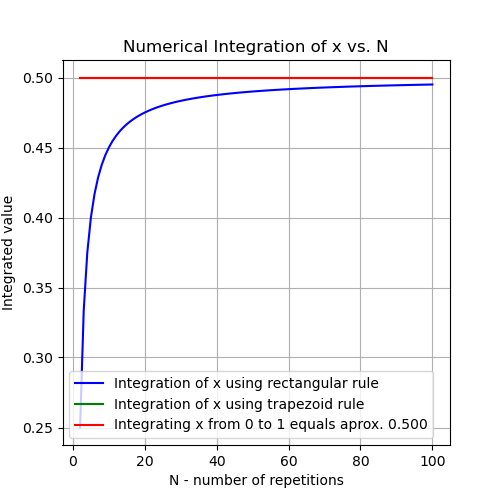 Numerical Integration of x vs. N
0.50
0.45
0.40
0.35
0.30
0.25
Integrated value
Integration of x using rectangular rule
Integration of x using trapezoid rule
Integrating x from 0 to 1 equals aprox. 0.500
0 20 40 60 80 100
N - number of repetitions